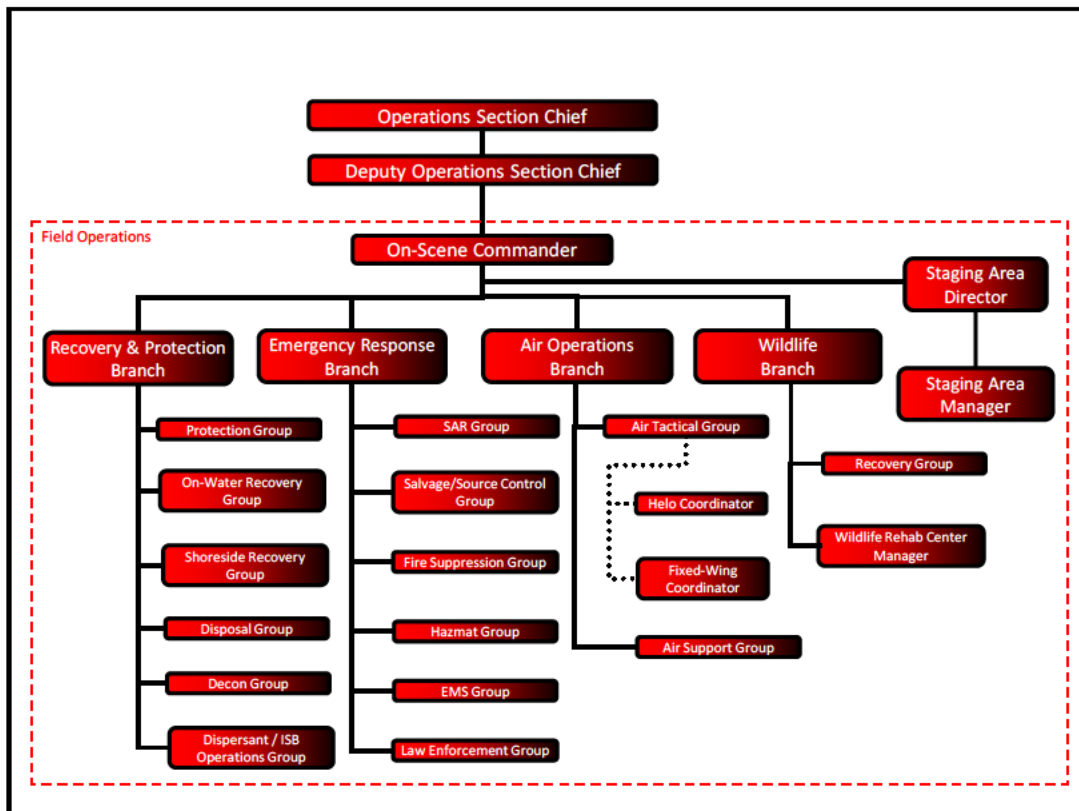 Operations Section Chief
Deputy Operations Section Chief
Field Operations
On-Scene Commander
Staging Area
Director
Recovery & Protection
Branch
Emergency Response
Branch
Air Operations
Branch
Wildlife
Branch
Staging Area
Manager
Protection Group
On-Water Recovery
Group
Shoreside Recovery
Group
Disposal Group
Decon Group
Dispersant / ISB
Operations Group
SAR Group
Salvage/Source Control
Group
Fire Suppression Group
Hazmat Group
EMS Group
Law Enforcement Group
Air Tactical Group
Helo Coordinator
Fixed-Wing
Coordinator
Air Support Group
Recovery Group
Wildlife Rehab Center
Manager